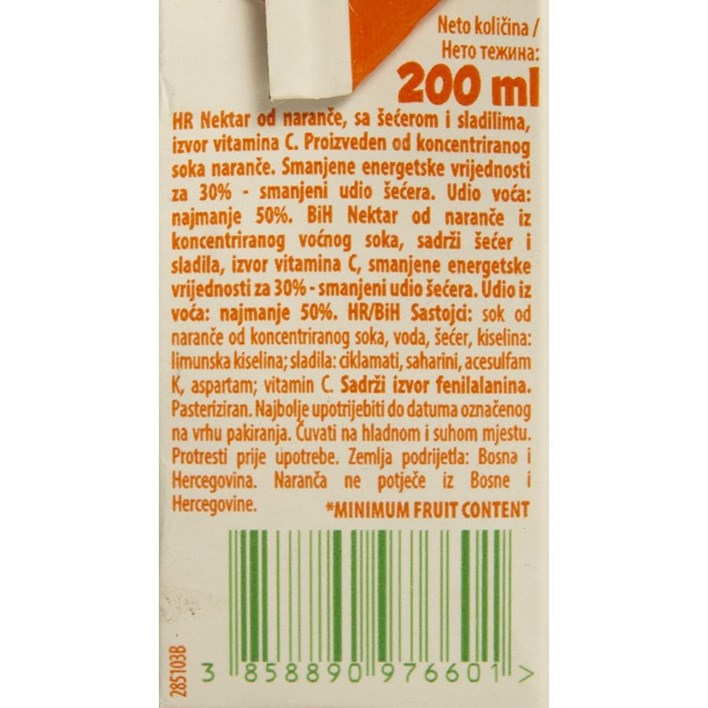 Neto količina /
Нето тежина:
200 ml
HR Nektar od naranče, sa šećerom i sladilima,
izvor vitamina C. Proizveden od koncentriranog
soka naranče. Smanjene energetske vrijednosti
za 30% - smanjeni udio šećera. Udio voća:
najmanje 50%. BiH Nektar od naranče iz
koncentriranog voćnog soka, sadrži šećer i
sladila, izvor vitamina C, smanjene energetske
vrijednosti za 30% - smanjeni udio šećera. Udio iz
voća: najmanje 50%. HR/BiH Sastojci: sok od
naranče od koncentriranog soka, voda, šećer, kiselina:
limunska kiselina; sladila: ciklamati, saharini, acesulfam
K, aspartam; vitamin C. Sadrži izvor fenilalanina.
Pasteriziran. Najbolje upotrijebiti do datuma označenog
na vrhu pakiranja. Čuvati na hladnom i suhom mjestu.
Protresti prije upotrebe. Zemlja podrijetla: Bosna i
Hercegovina. Naranča ne potječe iz Bosne i
Hercegovine.
*MINIMUM FRUIT CONTENT
285103B
3 858890 976601 >